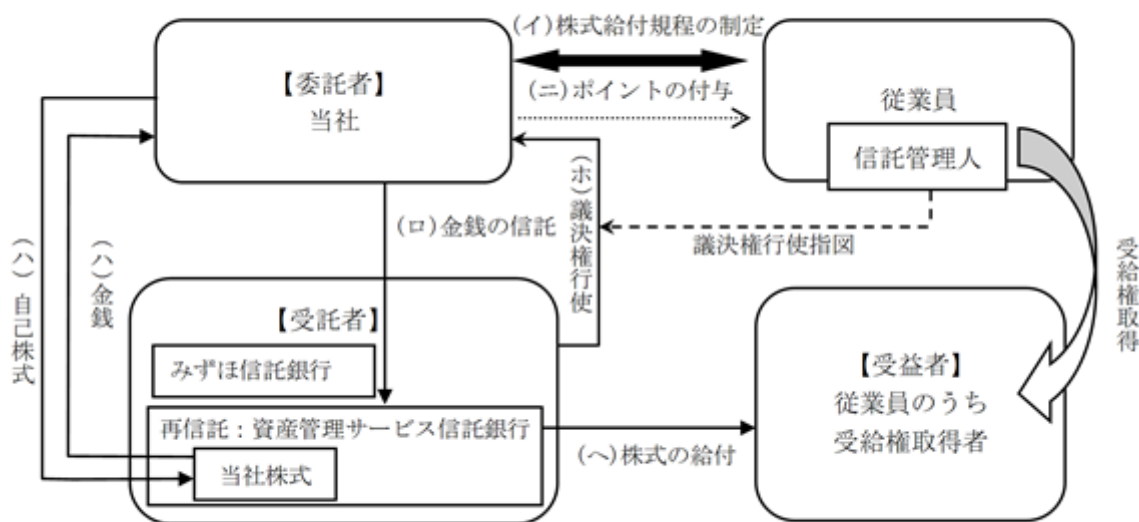 (イ)株式給付規程の制定
【委託者】
当社
(ニ)ポイントの付与
従業員
信託管理人
(ハ)自己株式
(ハ)金銭
(ロ)金銭の信託
(ホ)議決権行使
議決権行使指図
受給権取得
【受託者】
みずほ信託銀行
再信託：資産管理サービス信託銀行
当社株式
(ヘ)株式の給付
【受益者】
従業員のうち
受給権取得者